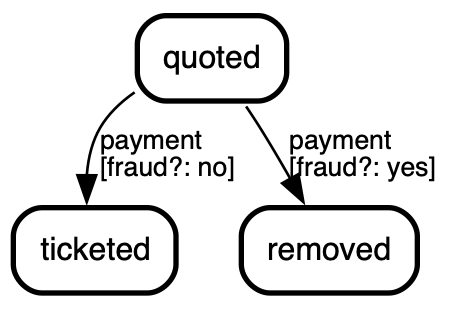 quoted
payment
[fraud?: no]
payment
[fraud?: yes]
ticketed
removed